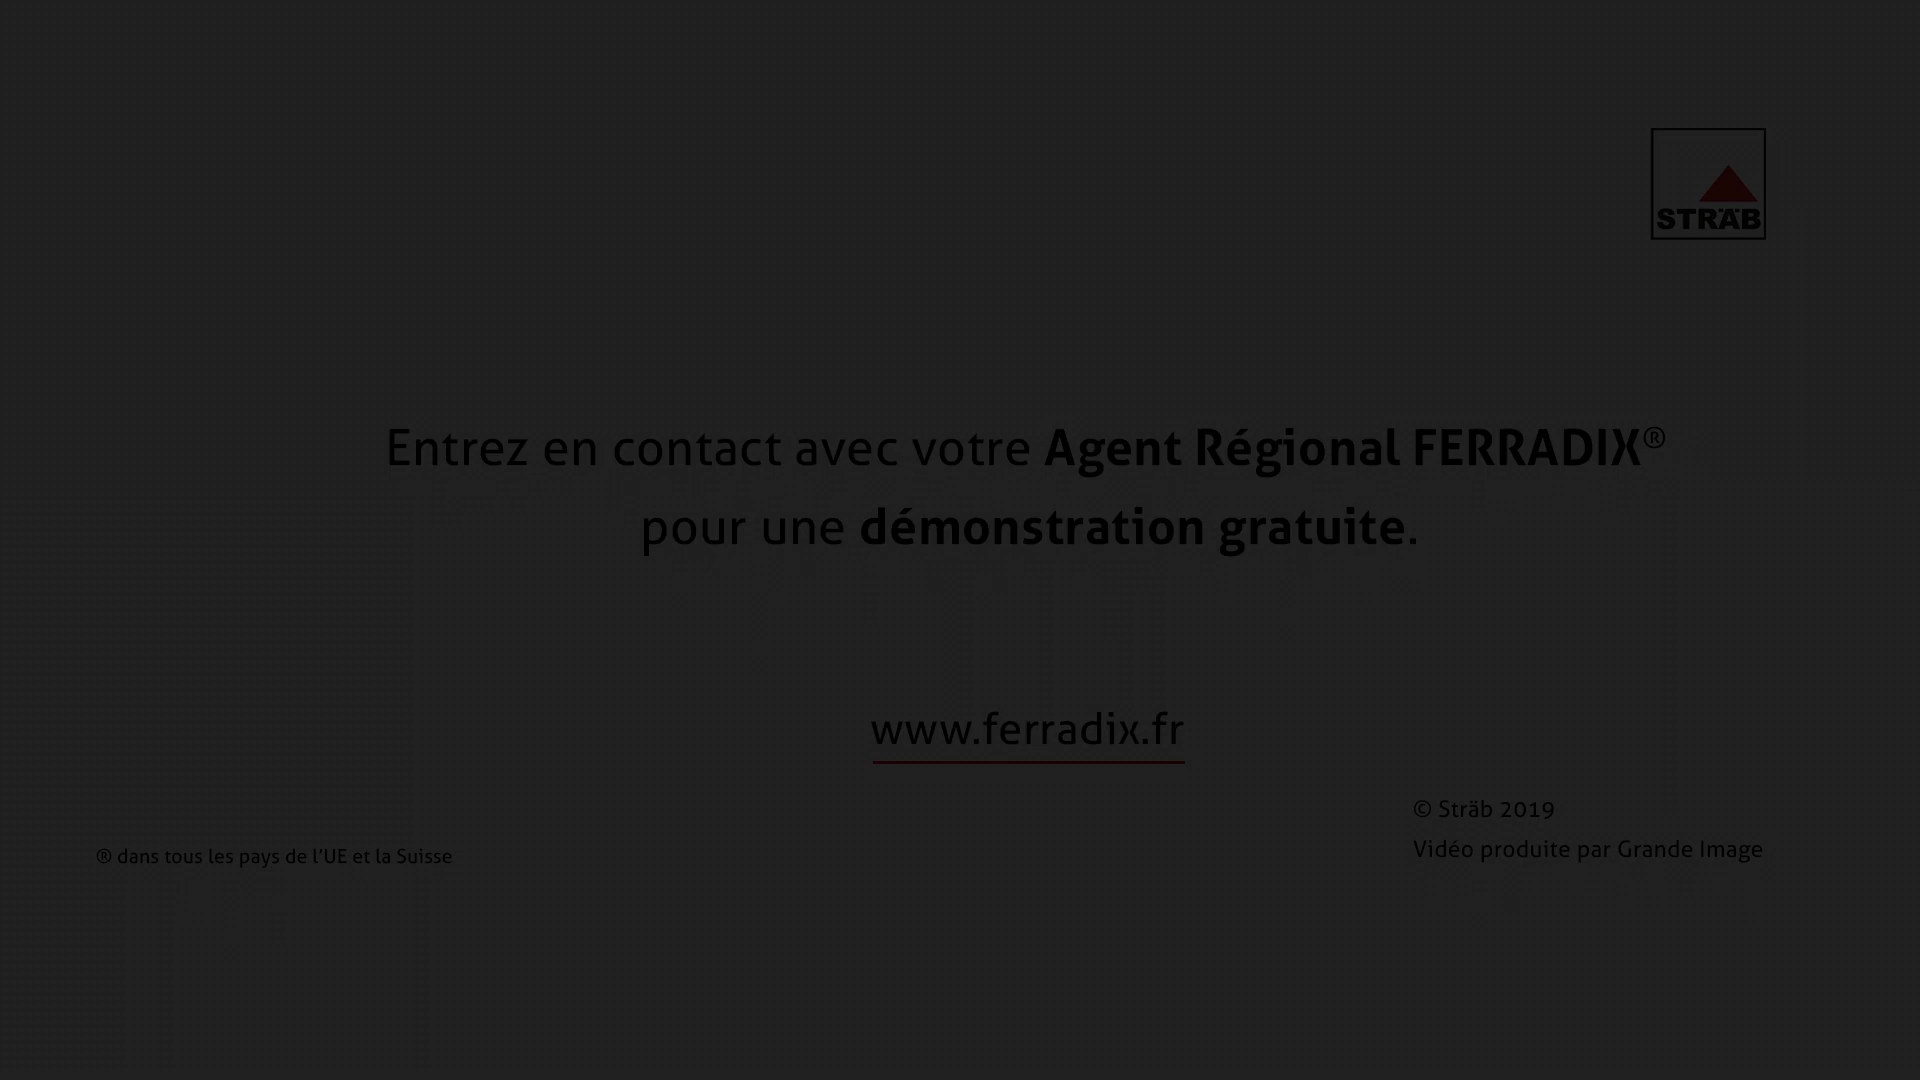 STRÄB
Entrez en contact avec votre Agent Régional FERRADIX®
pour une démonstration gratuite.
www.ferradix.fr
© Sträb 2019
Vidéo produite par Grande Image
® dans tous les pays de l’UE et la Suisse